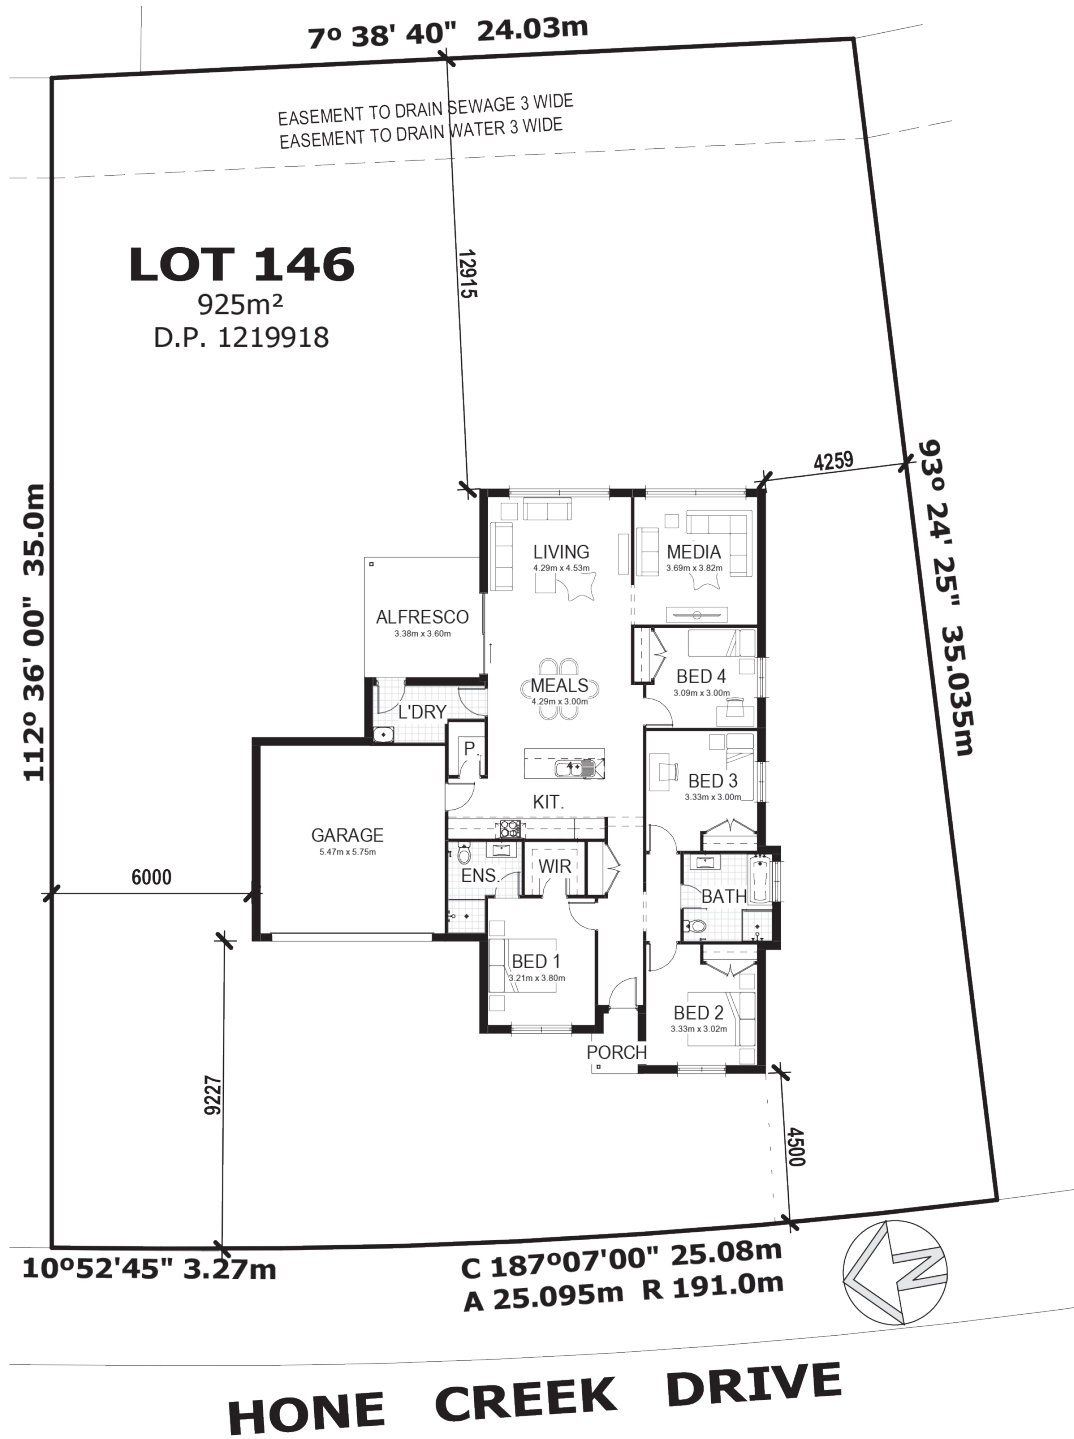 7º 38' 40" 24.03m
EASEMENT TO DRAIN SEWAGE 3 WIDE
EASEMENT TO DRAIN WATER 3 WIDE
LOT 146
925m²
D.P. 1219918
12915
4259
93º 24' 25" 35.035m
112º 36' 00" 35.0m
LIVING
4.29m x 4.53m
MEDIA
3.69m x 3.82m
ALFRESCO
3.38m x 3.60m
BED 4
3.09m x 3.00m
MEALS
4.29m x 3.00m
L'DRY
P.
BED 3
3.33m x 3.00m
KIT.
GARAGE
5.47m x 5.75m
6000
ENS.
WIR
BATH
BED 1
3.21m x 3.80m
BED 2
3.33m x 3.02m
PORCH
9227
4500
10º52'45" 3.27m
C 187º07'00" 25.08m
A 25.095m R 191.0m
N
HONE CREEK DRIVE